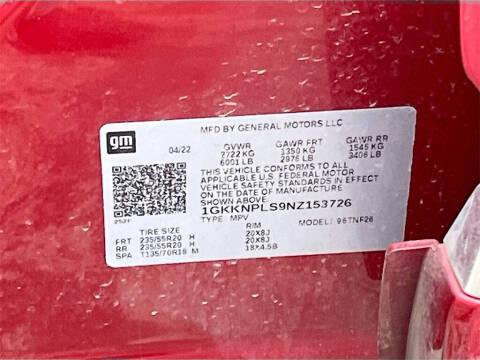 gm
MFD BY GENERAL MOTORS LLC
04/22 GVWR GAWR FRT GAWR RR
2722 KG 1350 KG 1545 KG
6001 LB 2976 LB 3406 LB
THIS VEHICLE CONFORMS TO ALL
APPLICABLE U.S. FEDERAL MOTOR
VEHICLE SAFETY STANDARDS IN EFFECT
ON THE DATE OF MANUFACTURE
SHOWN ABOVE.
1GKKNPLS9NZ153726
TYPE: MPV MODEL: 96TNF26
TIRE SIZE RIM
FRT 235/55R20 H 20X8J
RR 235/55R20 H 20X8J
SPA T135/70R18 M 18X4.5B